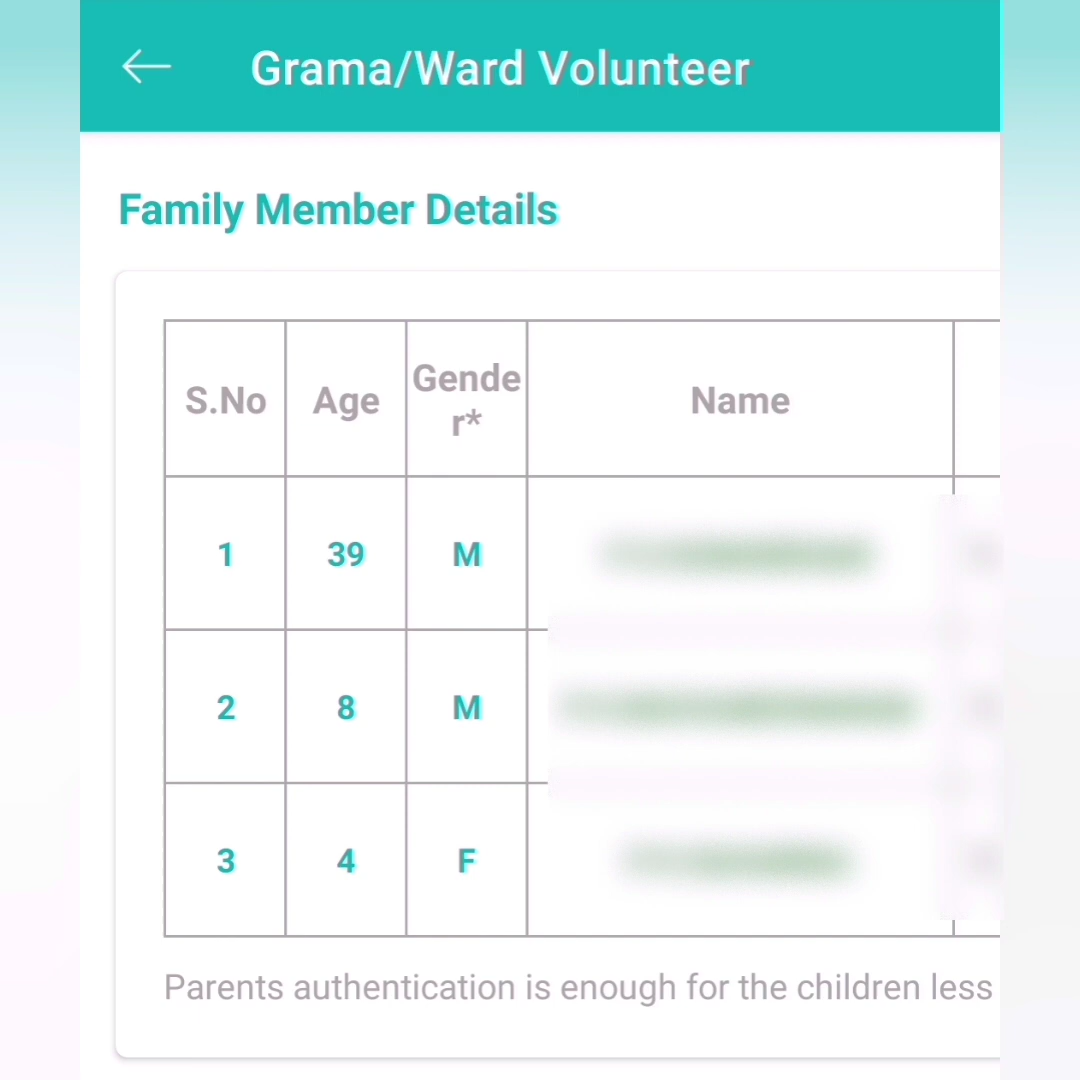 Grama/Ward Volunteer
Family Member Details
S.No Age Gende Name
r*
1 39 M
2 8 M
3 4 F
Parents authentication is enough for the children less